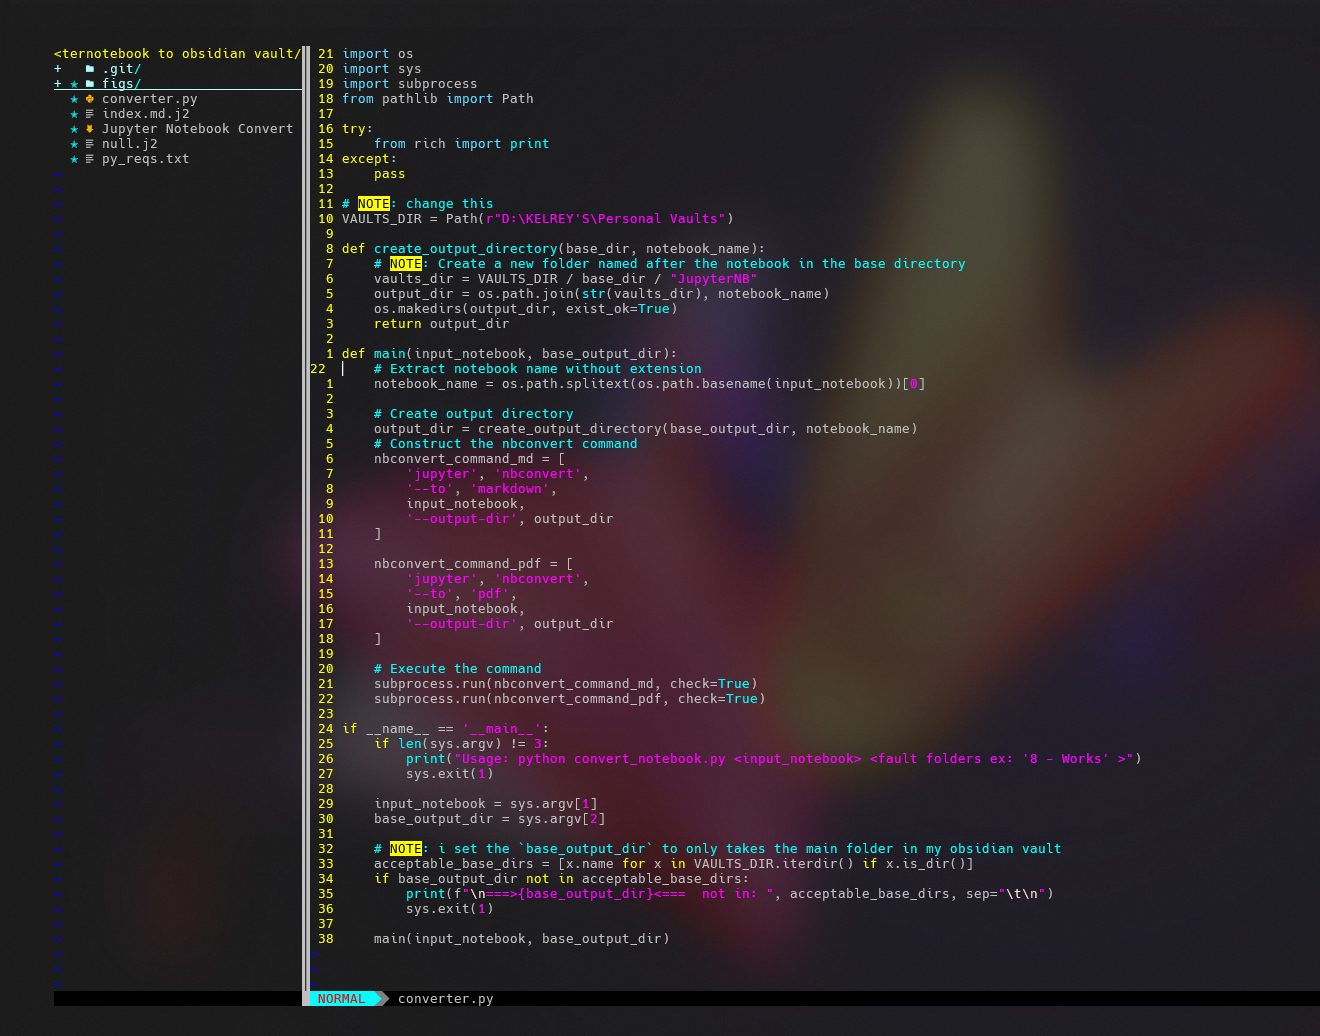 <ternotebook to obsidian vault/
+ .git/
+ ★ figs/
★ converter.py
★ index.md.j2
★ Jupyter Notebook Convert
★ null.j2
★ py_reqs.txt
21 import os
20 import sys
19 import subprocess
18 from pathlib import Path
17
16 try:
15     from rich import print
14 except:
13     pass
12
11 # NOTE: change this
10 VAULTS_DIR = Path(r"D:\KELREY'S\Personal Vaults")
9
8 def create_output_directory(base_dir, notebook_name):
7     # NOTE: Create a new folder named after the notebook in the base directory
6     vaults_dir = VAULTS_DIR / base_dir / "JupyterNB"
5     output_dir = os.path.join(str(vaults_dir), notebook_name)
4     os.makedirs(output_dir, exist_ok=True)
3     return output_dir
2
1 def main(input_notebook, base_output_dir):
22     # Extract notebook name without extension
1     notebook_name = os.path.splitext(os.path.basename(input_notebook))[0]
2
3     # Create output directory
4     output_dir = create_output_directory(base_output_dir, notebook_name)
5     # Construct the nbconvert command
6     nbconvert_command_md = [
7         'jupyter', 'nbconvert',
8         '--to', 'markdown',
9         input_notebook,
10         '--output-dir', output_dir
11     ]
12
13     nbconvert_command_pdf = [
14         'jupyter', 'nbconvert',
15         '--to', 'pdf',
16         input_notebook,
17         '--output-dir', output_dir
18     ]
19
20     # Execute the command
21     subprocess.run(nbconvert_command_md, check=True)
22     subprocess.run(nbconvert_command_pdf, check=True)
23
24 if __name__ == '__main__':
25     if len(sys.argv) != 3:
26         print("Usage: python convert_notebook.py <input_notebook> <fault folders ex: '8 - Works' >")
27         sys.exit(1)
28
29     input_notebook = sys.argv[1]
30     base_output_dir = sys.argv[2]
31
32     # NOTE: i set the `base_output_dir` to only takes the main folder in my obsidian vault
33     acceptable_base_dirs = [x.name for x in VAULTS_DIR.iterdir() if x.is_dir()]
34     if base_output_dir not in acceptable_base_dirs:
35         print(f"\n===>{base_output_dir}<===  not in: ", acceptable_base_dirs, sep="\t\n")
36         sys.exit(1)
37
38     main(input_notebook, base_output_dir)
NORMAL converter.py